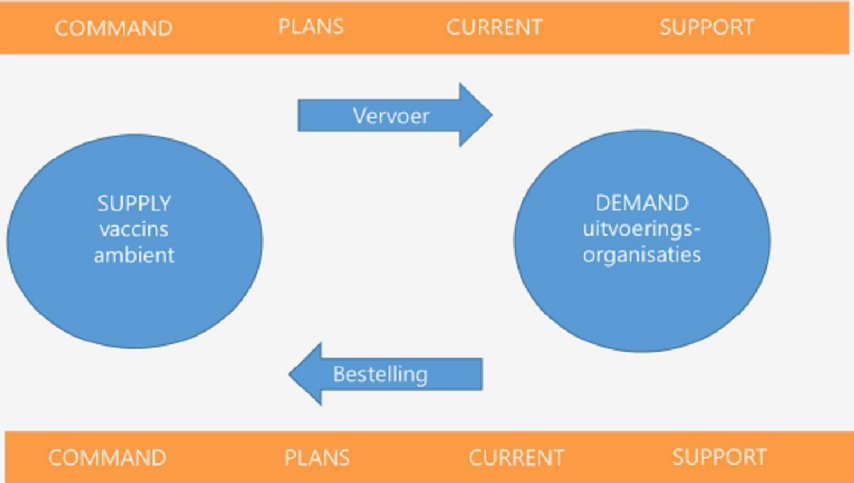 COMMAND PLANS CURRENT SUPPORT
Vervoer
SUPPLY
vaccins
ambient
DEMAND
uitvoerings-
organisaties
Bestelling
COMMAND PLANS CURRENT SUPPORT